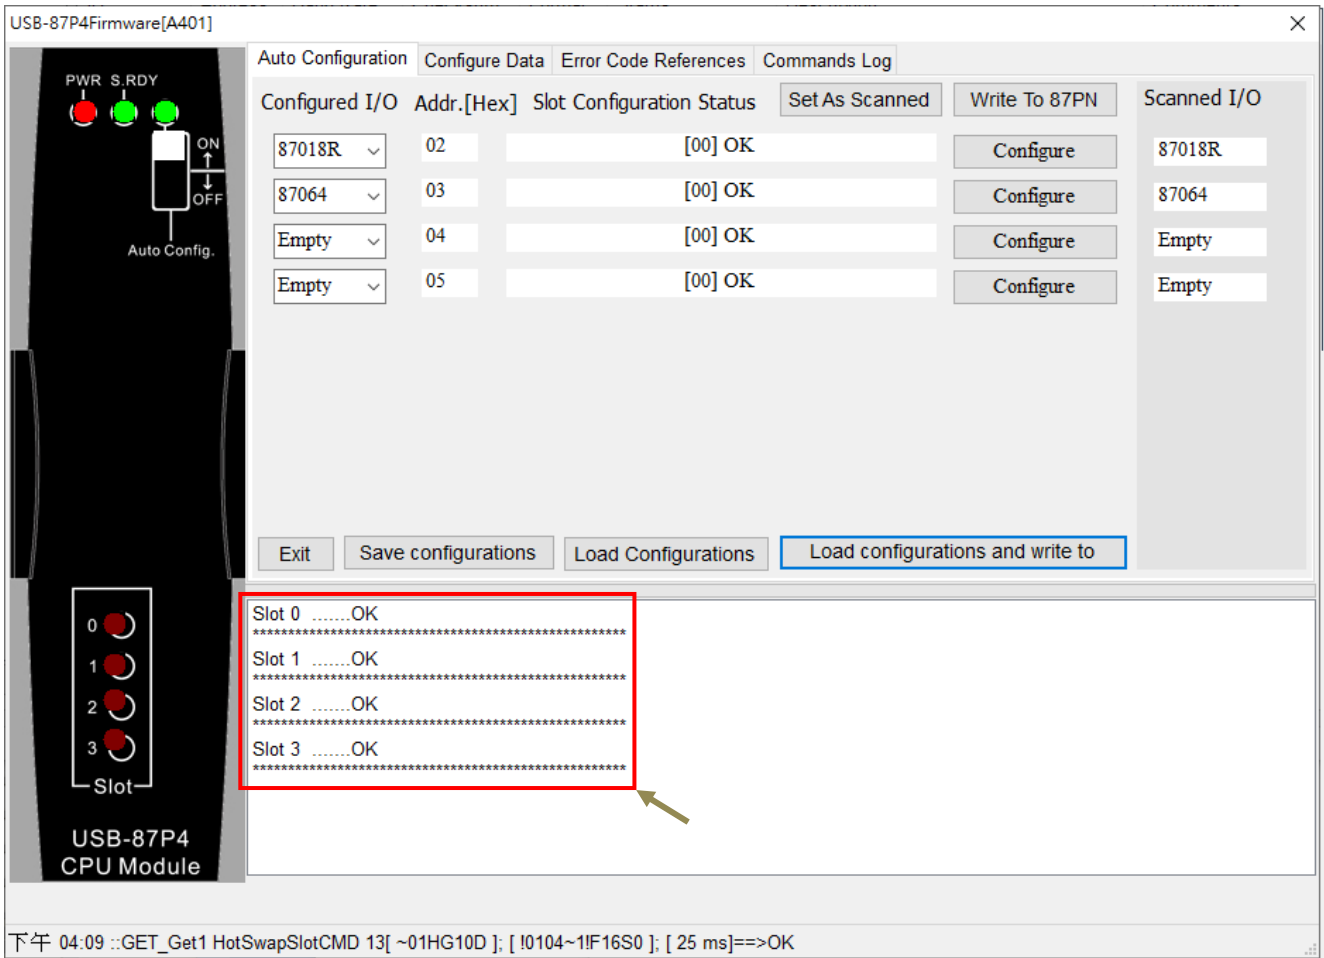 USB-87P4Firmware[A401]
PWR S.RDY
ON
OFF
Auto Config.
0
1
2
3
Slot
USB-87P4
CPU Module
Auto Configuration Configure Data Error Code References Commands Log
Configured I/O Addr.[Hex] Slot Configuration Status Set As Scanned Write To 87PN Scanned I/O
87018R 02 [00] OK Configure 87018R
87064 03 [00] OK Configure 87064
Empty 04 [00] OK Configure Empty
Empty 05 [00] OK Configure Empty
Exit Save configurations Load Configurations Load configurations and write to
Slot 0 .......OK
*****************************************************
Slot 1 .......OK
*****************************************************
Slot 2 .......OK
*****************************************************
Slot 3 .......OK
*****************************************************
下午 04:09 ::GET_Get1 HotSwapSlotCMD 13[ ~01HG10D ]; [ !0104~1!F16S0 ]; [ 25 ms]==>OK